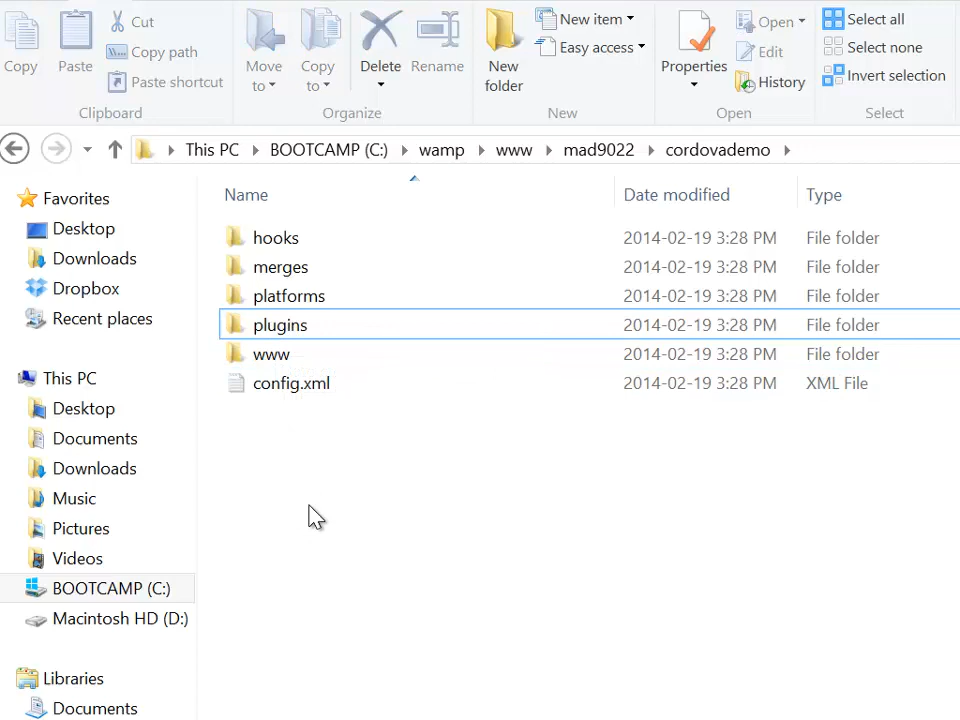 Copy
Paste
Cut
Copy path
Paste shortcut
Clipboard
Move to
Copy to
Delete
Rename
Organize
New folder
New item
Easy access
New
Properties
Open
Edit
History
Open
Select all
Select none
Invert selection
Select
This PC BOOTCAMP (C:) wamp www mad9022 cordovademo
Favorites
Desktop
Downloads
Dropbox
Recent places
This PC
Desktop
Documents
Downloads
Music
Pictures
Videos
BOOTCAMP (C:)
Macintosh HD (D:)
Libraries
Documents
Name Date modified Type
hooks 2014-02-19 3:28 PM File folder
merges 2014-02-19 3:28 PM File folder
platforms 2014-02-19 3:28 PM File folder
plugins 2014-02-19 3:28 PM File folder
www 2014-02-19 3:28 PM File folder
config.xml 2014-02-19 3:28 PM XML File